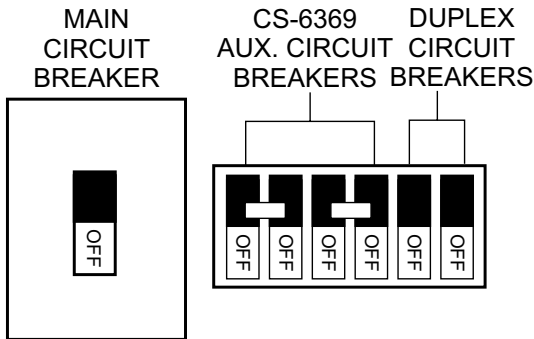 MAIN
CIRCUIT
BREAKER
CS-6369
AUX. CIRCUIT
BREAKERS
DUPLEX
CIRCUIT
BREAKERS
OFF
OFF
OFF
OFF
OFF
OFF
OFF